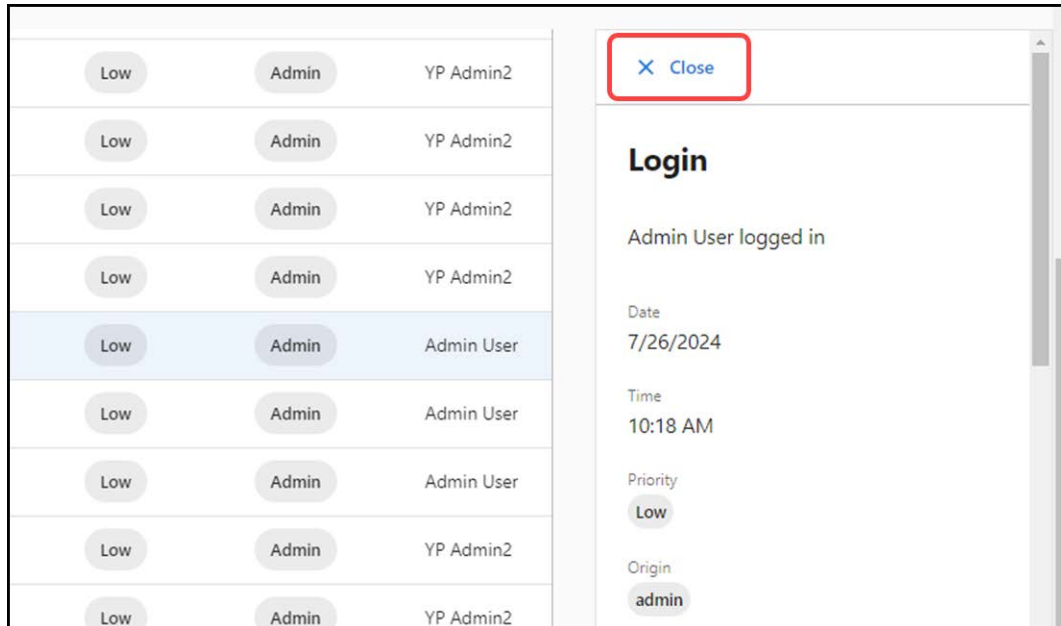 Low Admin YP Admin2
Low Admin YP Admin2
Low Admin YP Admin2
Low Admin YP Admin2
Low Admin Admin User
Low Admin Admin User
Low Admin Admin User
Low Admin YP Admin2
Low Admin YP Admin2
Close
Login
Admin User logged in
Date
7/26/2024
Time
10:18 AM
Priority
Low
Origin
admin